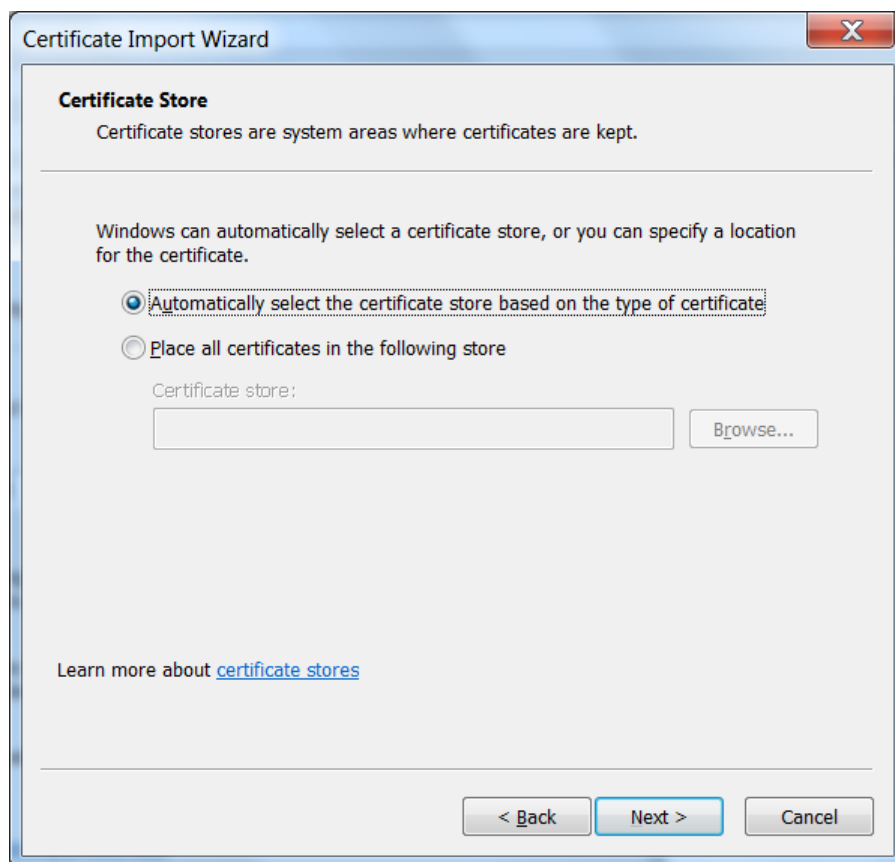 Certificate Import Wizard
Certificate Store
Certificate stores are system areas where certificates are kept.
Windows can automatically select a certificate store, or you can specify a location
for the certificate.
Automatically select the certificate store based on the type of certificate
Place all certificates in the following store
Certificate store:
Browse...
Learn more about certificate stores
< Back Next > Cancel